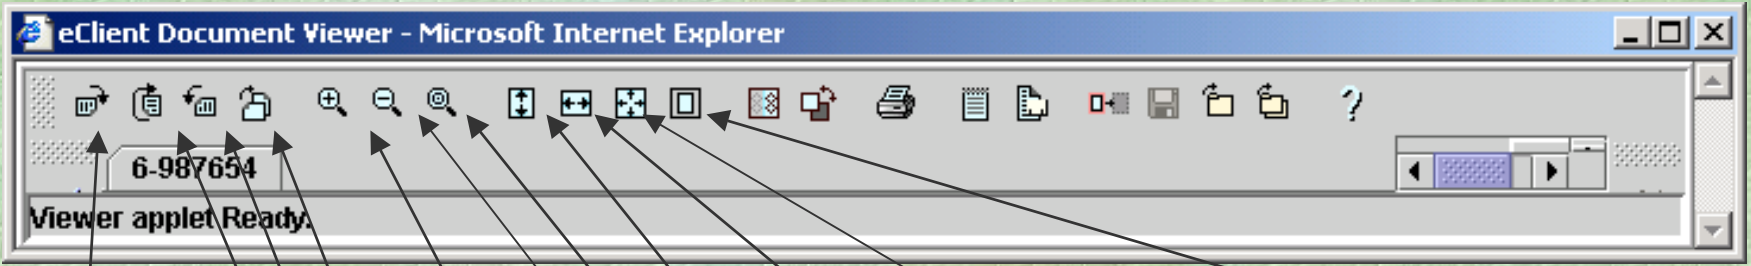 eClient Document Viewer - Microsoft Internet Explorer
?
6-987654
Viewer applet Ready.